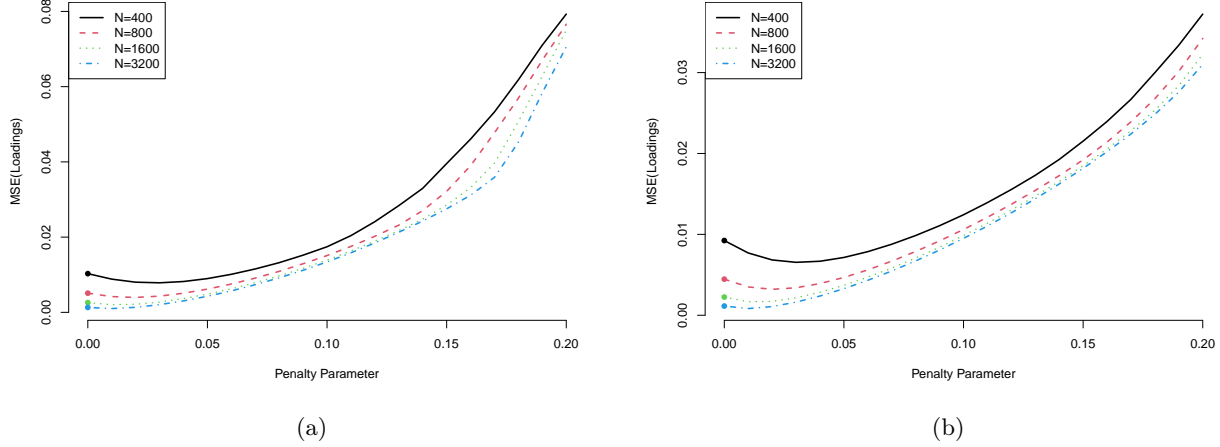 N=400
N=800
N=1600
N=3200
MSE(Loadings)
0.00
0.02
0.04
0.06
0.08
0.00
0.05
0.10
0.15
0.20
Penalty Parameter
(a)
N=400
N=800
N=1600
N=3200
MSE(Loadings)
0.00
0.01
0.02
0.03
0.00
0.05
0.10
0.15
0.20
Penalty Parameter
(b)